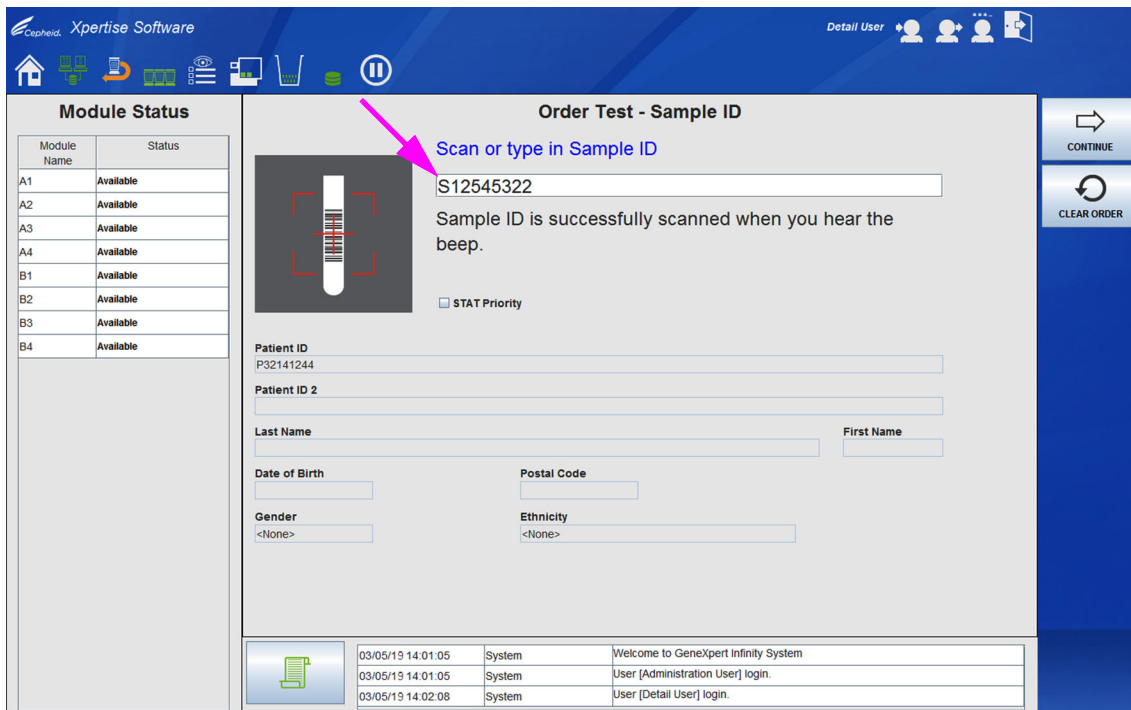 Cepheid. Xpertise Software
Detail User
Module Status
Module Name Status
A1 Available
A2 Available
A3 Available
A4 Available
B1 Available
B2 Available
B3 Available
B4 Available
Order Test - Sample ID
Scan or type in Sample ID
S12545322
Sample ID is successfully scanned when you hear the
beep.
STAT Priority
Patient ID
P32141244
Patient ID 2
Last Name First Name
Date of Birth Postal Code
Gender Ethnicity
<None> <None>
03/05/19 14:01:05 System Welcome to GeneXpert Infinity System
03/05/19 14:01:05 System User [Administration User] login.
03/05/19 14:02:08 System User [Detail User] login.
CONTINUE
CLEAR ORDER